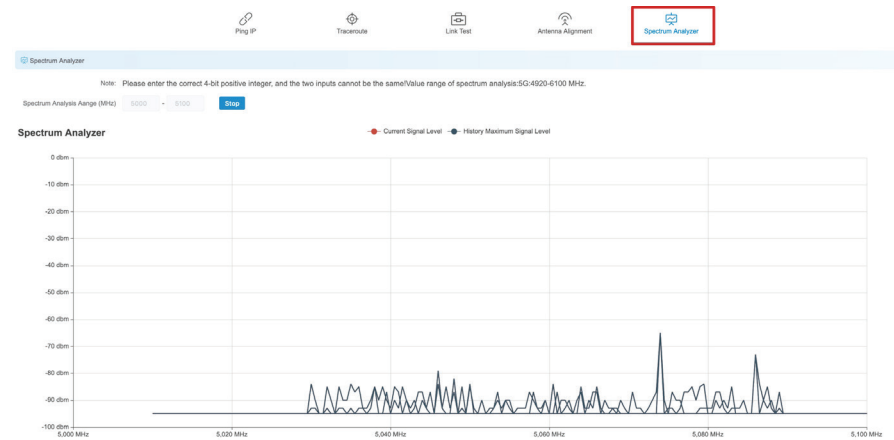 Ping IP Traceroute Link Test Antenna Alignment Spectrum Analyzer
Spectrum Analyzer
Note: Please enter the correct 4-bit positive integer, and the two inputs cannot be the same!Value range of spectrum analysis:5G:4920-6100 MHz.
Spectrum Analysis Aange (MHz) 5000 - 5100 Stop
Spectrum Analyzer Current Signal Level History Maximum Signal Level
0 dbm
-10 dbm
-20 dbm
-30 dbm
-40 dbm
-50 dbm
-60 dbm
-70 dbm
-80 dbm
-90 dbm
-100 dbm
5,000 MHz 5,020 MHz 5,040 MHz 5,060 MHz 5,080 MHz 5,100 MHz